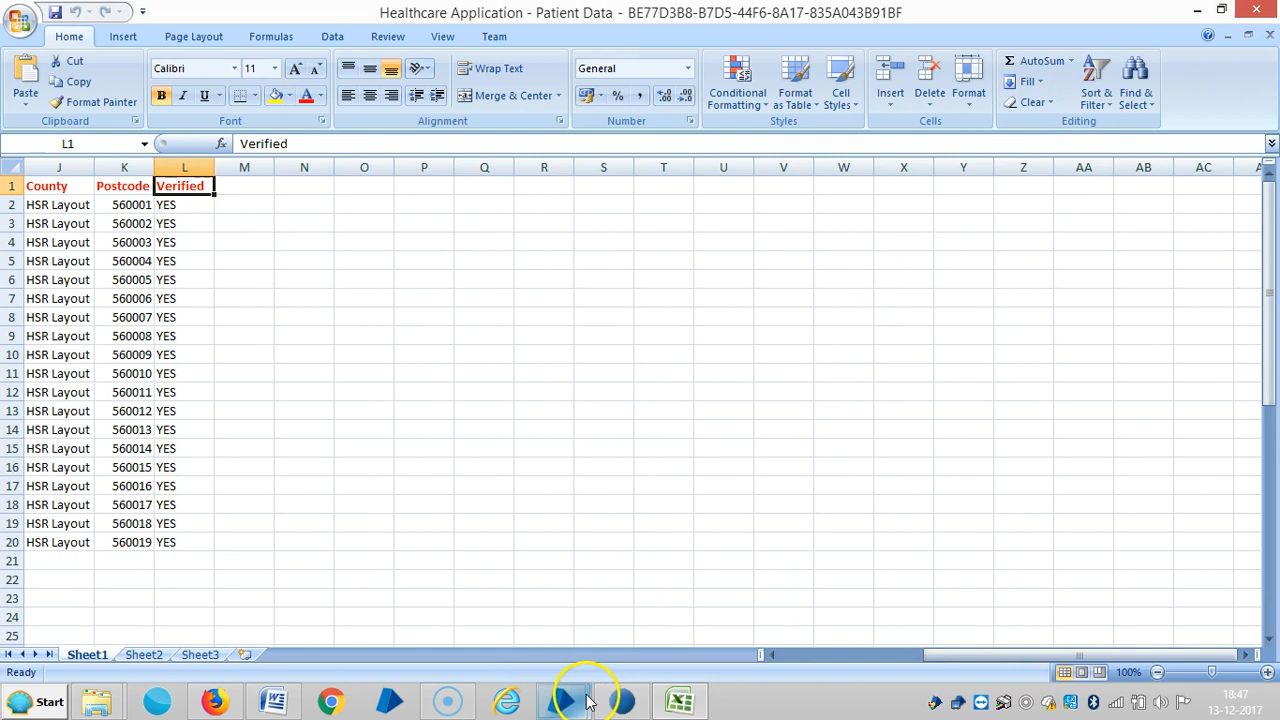 Healthcare Application - Patient Data - BE77D3B8-B7D5-44F6-8A17-835A043B91BF
Home Insert Page Layout Formulas Data Review View Team
Paste Cut Copy Format Painter
Calibri 11 B I U A A A
Wrap Text Merge & Center
General % ,
Conditional Formatting Format as Table Cell Styles
Insert Delete Format
Σ AutoSum Fill Clear Sort & Filter Find & Select
Clipboard Font Alignment Number Styles Cells Editing
L1 fx Verified
J K L M N O P Q R S T U V W X Y Z AA AB AC
1 County Postcode Verified
2 HSR Layout 560001 YES
3 HSR Layout 560002 YES
4 HSR Layout 560003 YES
5 HSR Layout 560004 YES
6 HSR Layout 560005 YES
7 HSR Layout 560006 YES
8 HSR Layout 560007 YES
9 HSR Layout 560008 YES
10 HSR Layout 560009 YES
11 HSR Layout 560010 YES
12 HSR Layout 560011 YES
13 HSR Layout 560012 YES
14 HSR Layout 560013 YES
15 HSR Layout 560014 YES
16 HSR Layout 560015 YES
17 HSR Layout 560016 YES
18 HSR Layout 560017 YES
19 HSR Layout 560018 YES
20 HSR Layout 560019 YES
21
22
23
24
25
Sheet1 Sheet2 Sheet3
Ready 100%
Start 18:47
13-12-2017